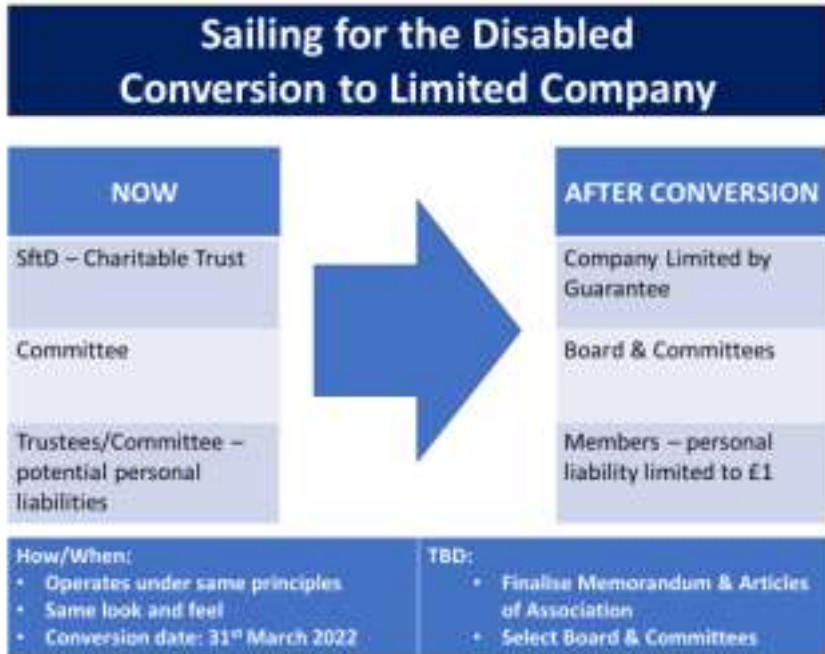 Sailing for the Disabled
Conversion to Limited Company
NOW
SftD – Charitable Trust
Committee
Trustees/Committee –
potential personal
liabilities
AFTER CONVERSION
Company Limited by
Guarantee
Board & Committees
Members – personal
liability limited to £1
How/When:
• Operates under same principles
• Same look and feel
• Conversion date: 31st March 2022
TBD:
• Finalise Memorandum & Articles
of Association
• Select Board & Committees